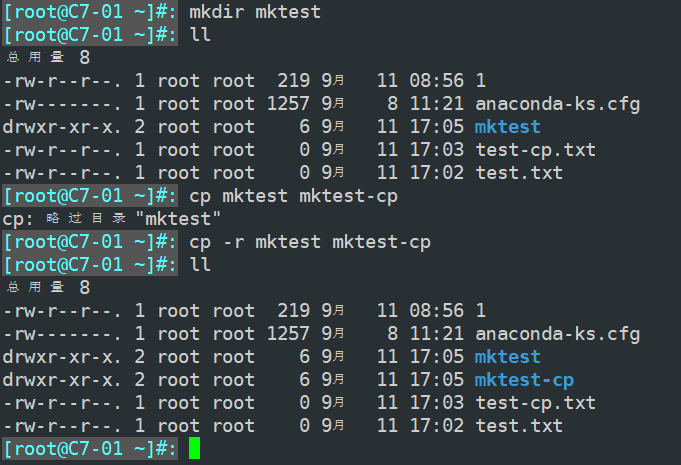 [root@C7-01 ~]#: mkdir mktest
[root@C7-01 ~]#: ll
总用量 8
-rw-r--r--. 1 root root  219 9月   11 08:56 1
-rw-------. 1 root root 1257 9月    8 11:21 anaconda-ks.cfg
drwxr-xr-x. 2 root root    6 9月   11 17:05 mktest
-rw-r--r--. 1 root root    0 9月   11 17:03 test-cp.txt
-rw-r--r--. 1 root root    0 9月   11 17:02 test.txt
[root@C7-01 ~]#: cp mktest mktest-cp
cp: 略过目录"mktest"
[root@C7-01 ~]#: cp -r mktest mktest-cp
[root@C7-01 ~]#: ll
总用量 8
-rw-r--r--. 1 root root  219 9月   11 08:56 1
-rw-------. 1 root root 1257 9月    8 11:21 anaconda-ks.cfg
drwxr-xr-x. 2 root root    6 9月   11 17:05 mktest
drwxr-xr-x. 2 root root    6 9月   11 17:05 mktest-cp
-rw-r--r--. 1 root root    0 9月   11 17:03 test-cp.txt
-rw-r--r--. 1 root root    0 9月   11 17:02 test.txt
[root@C7-01 ~]#: